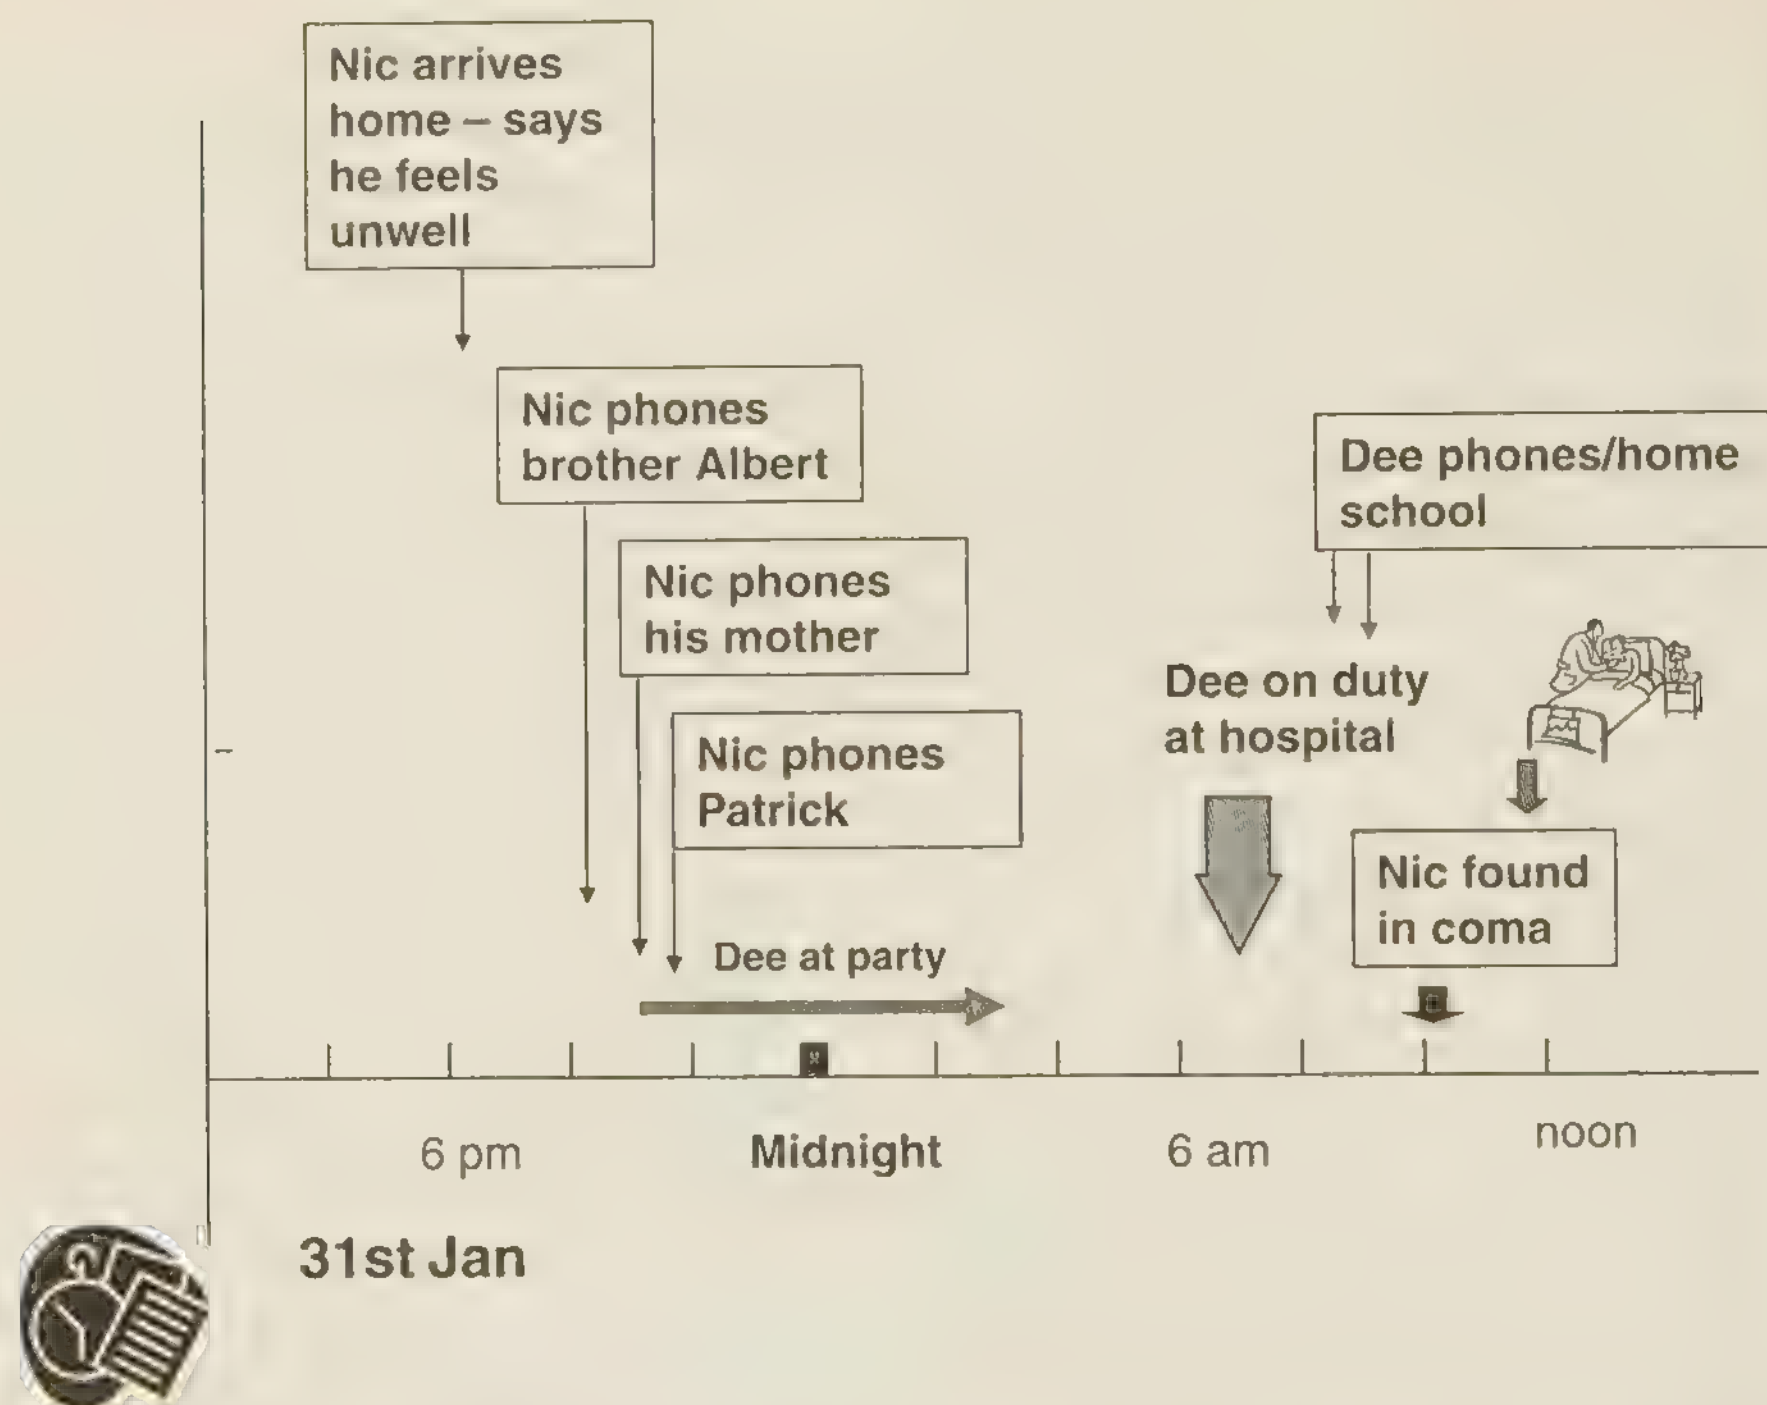 Nic arrives
home – says
he feels
unwell
Nic phones
brother Albert
Nic phones
his mother
Nic phones
Patrick
Dee at party
Dee phones/home
school
Dee on duty
at hospital
Nic found
in coma
6 pm
Midnight
6 am
noon
31st Jan